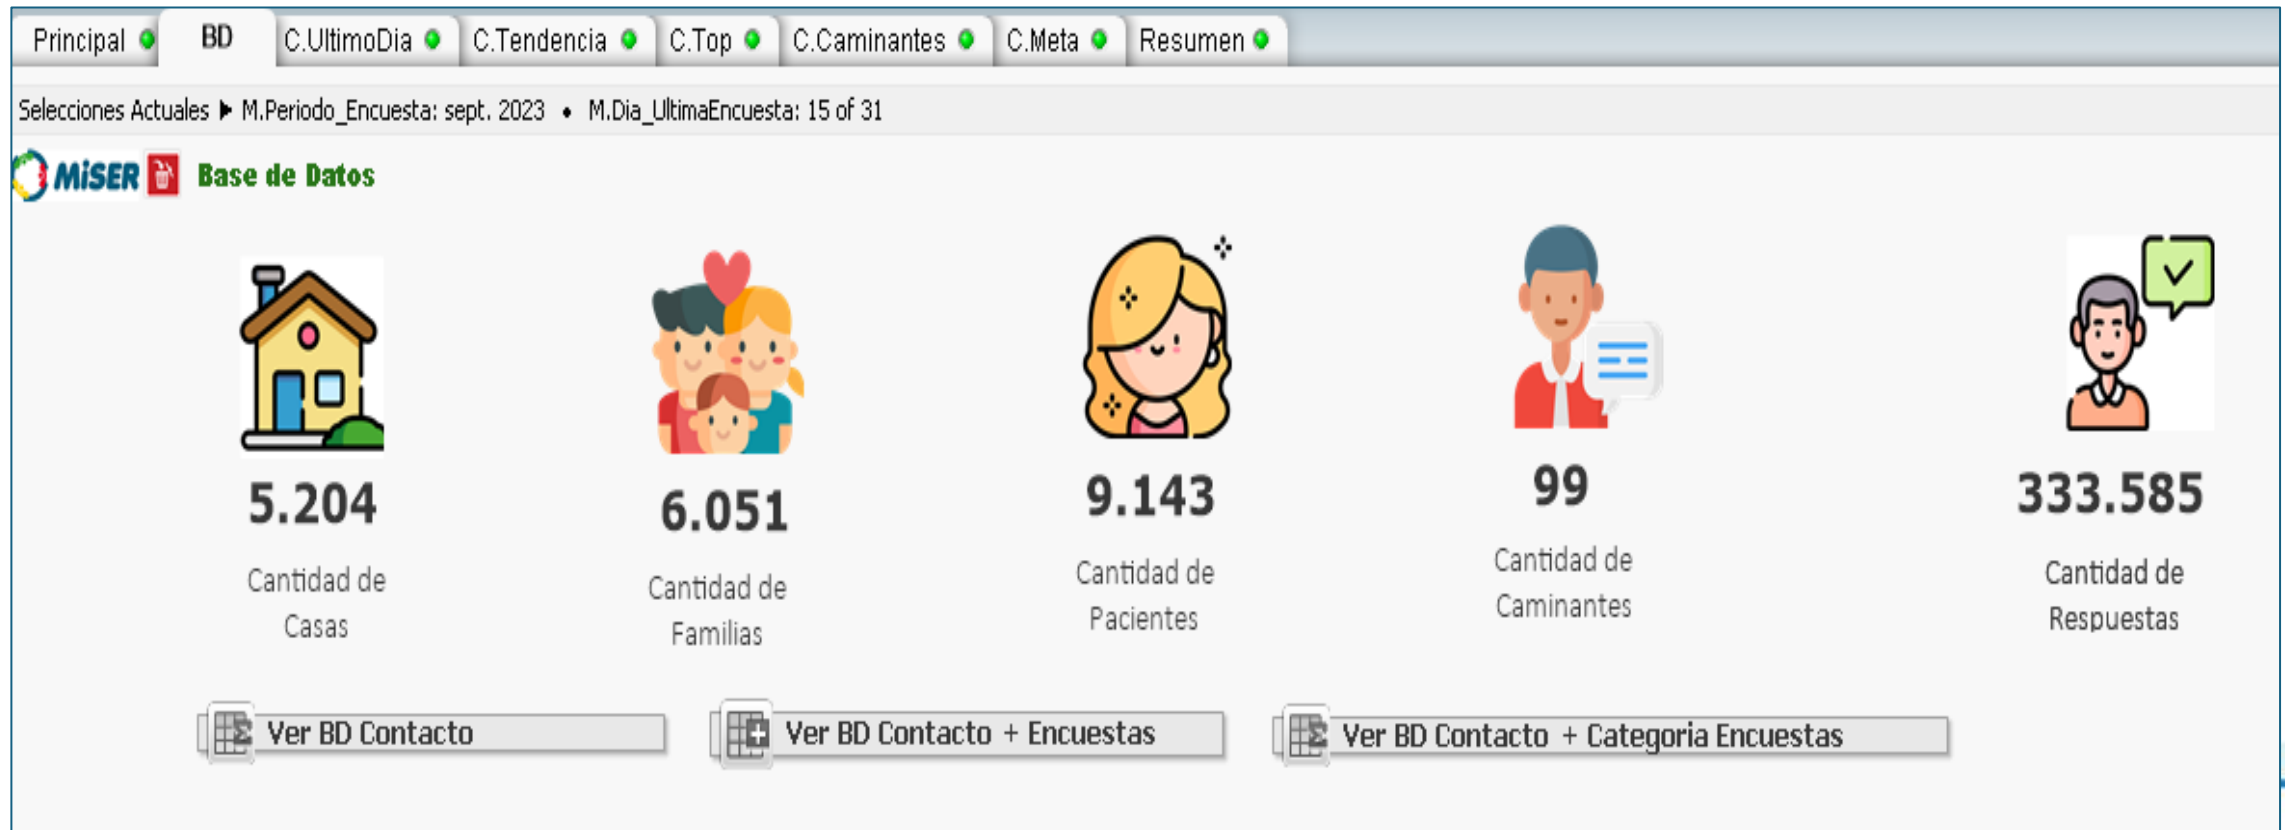 Principal BD C.UltimoDia C.Tendencia C.Top C.Caminantes C.Meta Resumen
Selecciones Actuales M.Periodo_Encuesta: sept. 2023 • M.Dia_UltimaEncuesta: 15 of 31
MiSER Base de Datos
5.204
Cantidad de
Casas
6.051
Cantidad de
Familias
9.143
Cantidad de
Pacientes
99
Cantidad de
Caminantes
333.585
Cantidad de
Respuestas
Ver BD Contacto
Ver BD Contacto + Encuestas
Ver BD Contacto + Categoria Encuestas